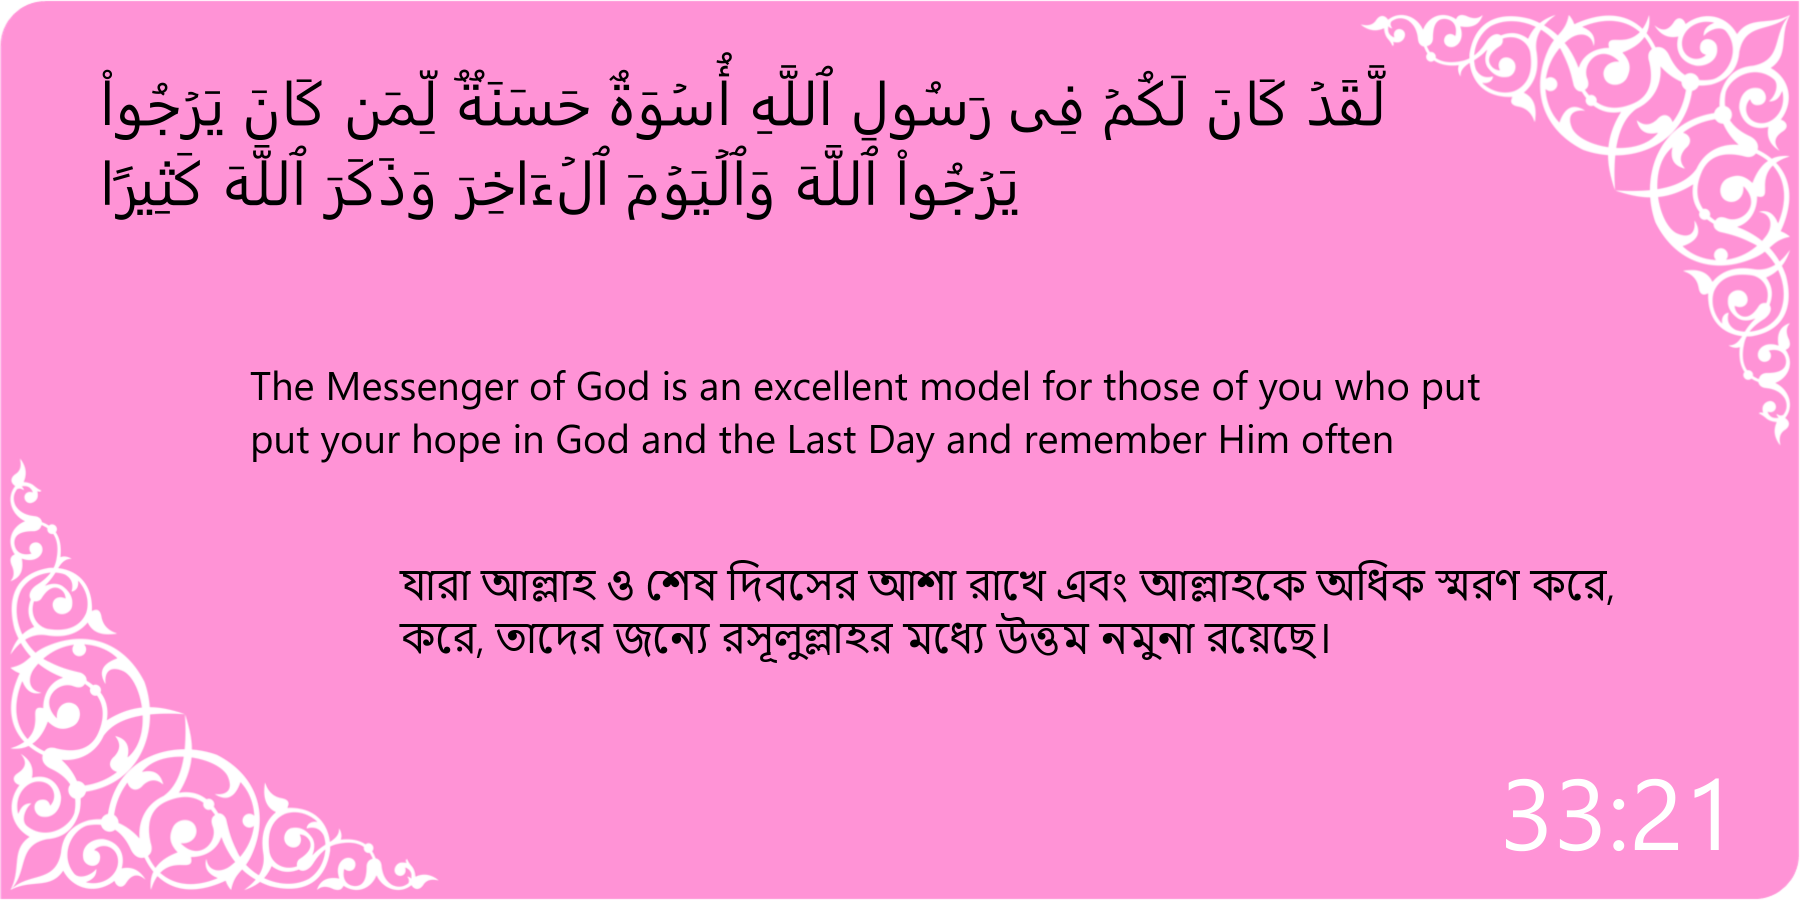 لَّقَدۡ كَانَ لَكُمۡ فِى رَسُولِ ٱللَّهِ أُسۡوَةٌ حَسَنَةٌ۬ لِّمَن كَانَ يَرۡجُواْ
يَرۡجُواْ ٱللَّهَ وَٱلۡيَوۡمَ ٱلۡءَاخِرَ وَذَكَرَ ٱللَّهَ كَثِيرًا
The Messenger of God is an excellent model for those of you who put
put your hope in God and the Last Day and remember Him often
যারা আল্লাহ ও শেষ দিবসের আশা রাখে এবং আল্লাহকে অধিক স্মরণ করে,
করে, তাদের জন্যে রসূলুল্লাহর মধ্যে উত্তম নমুনা রয়েছে।
33:21